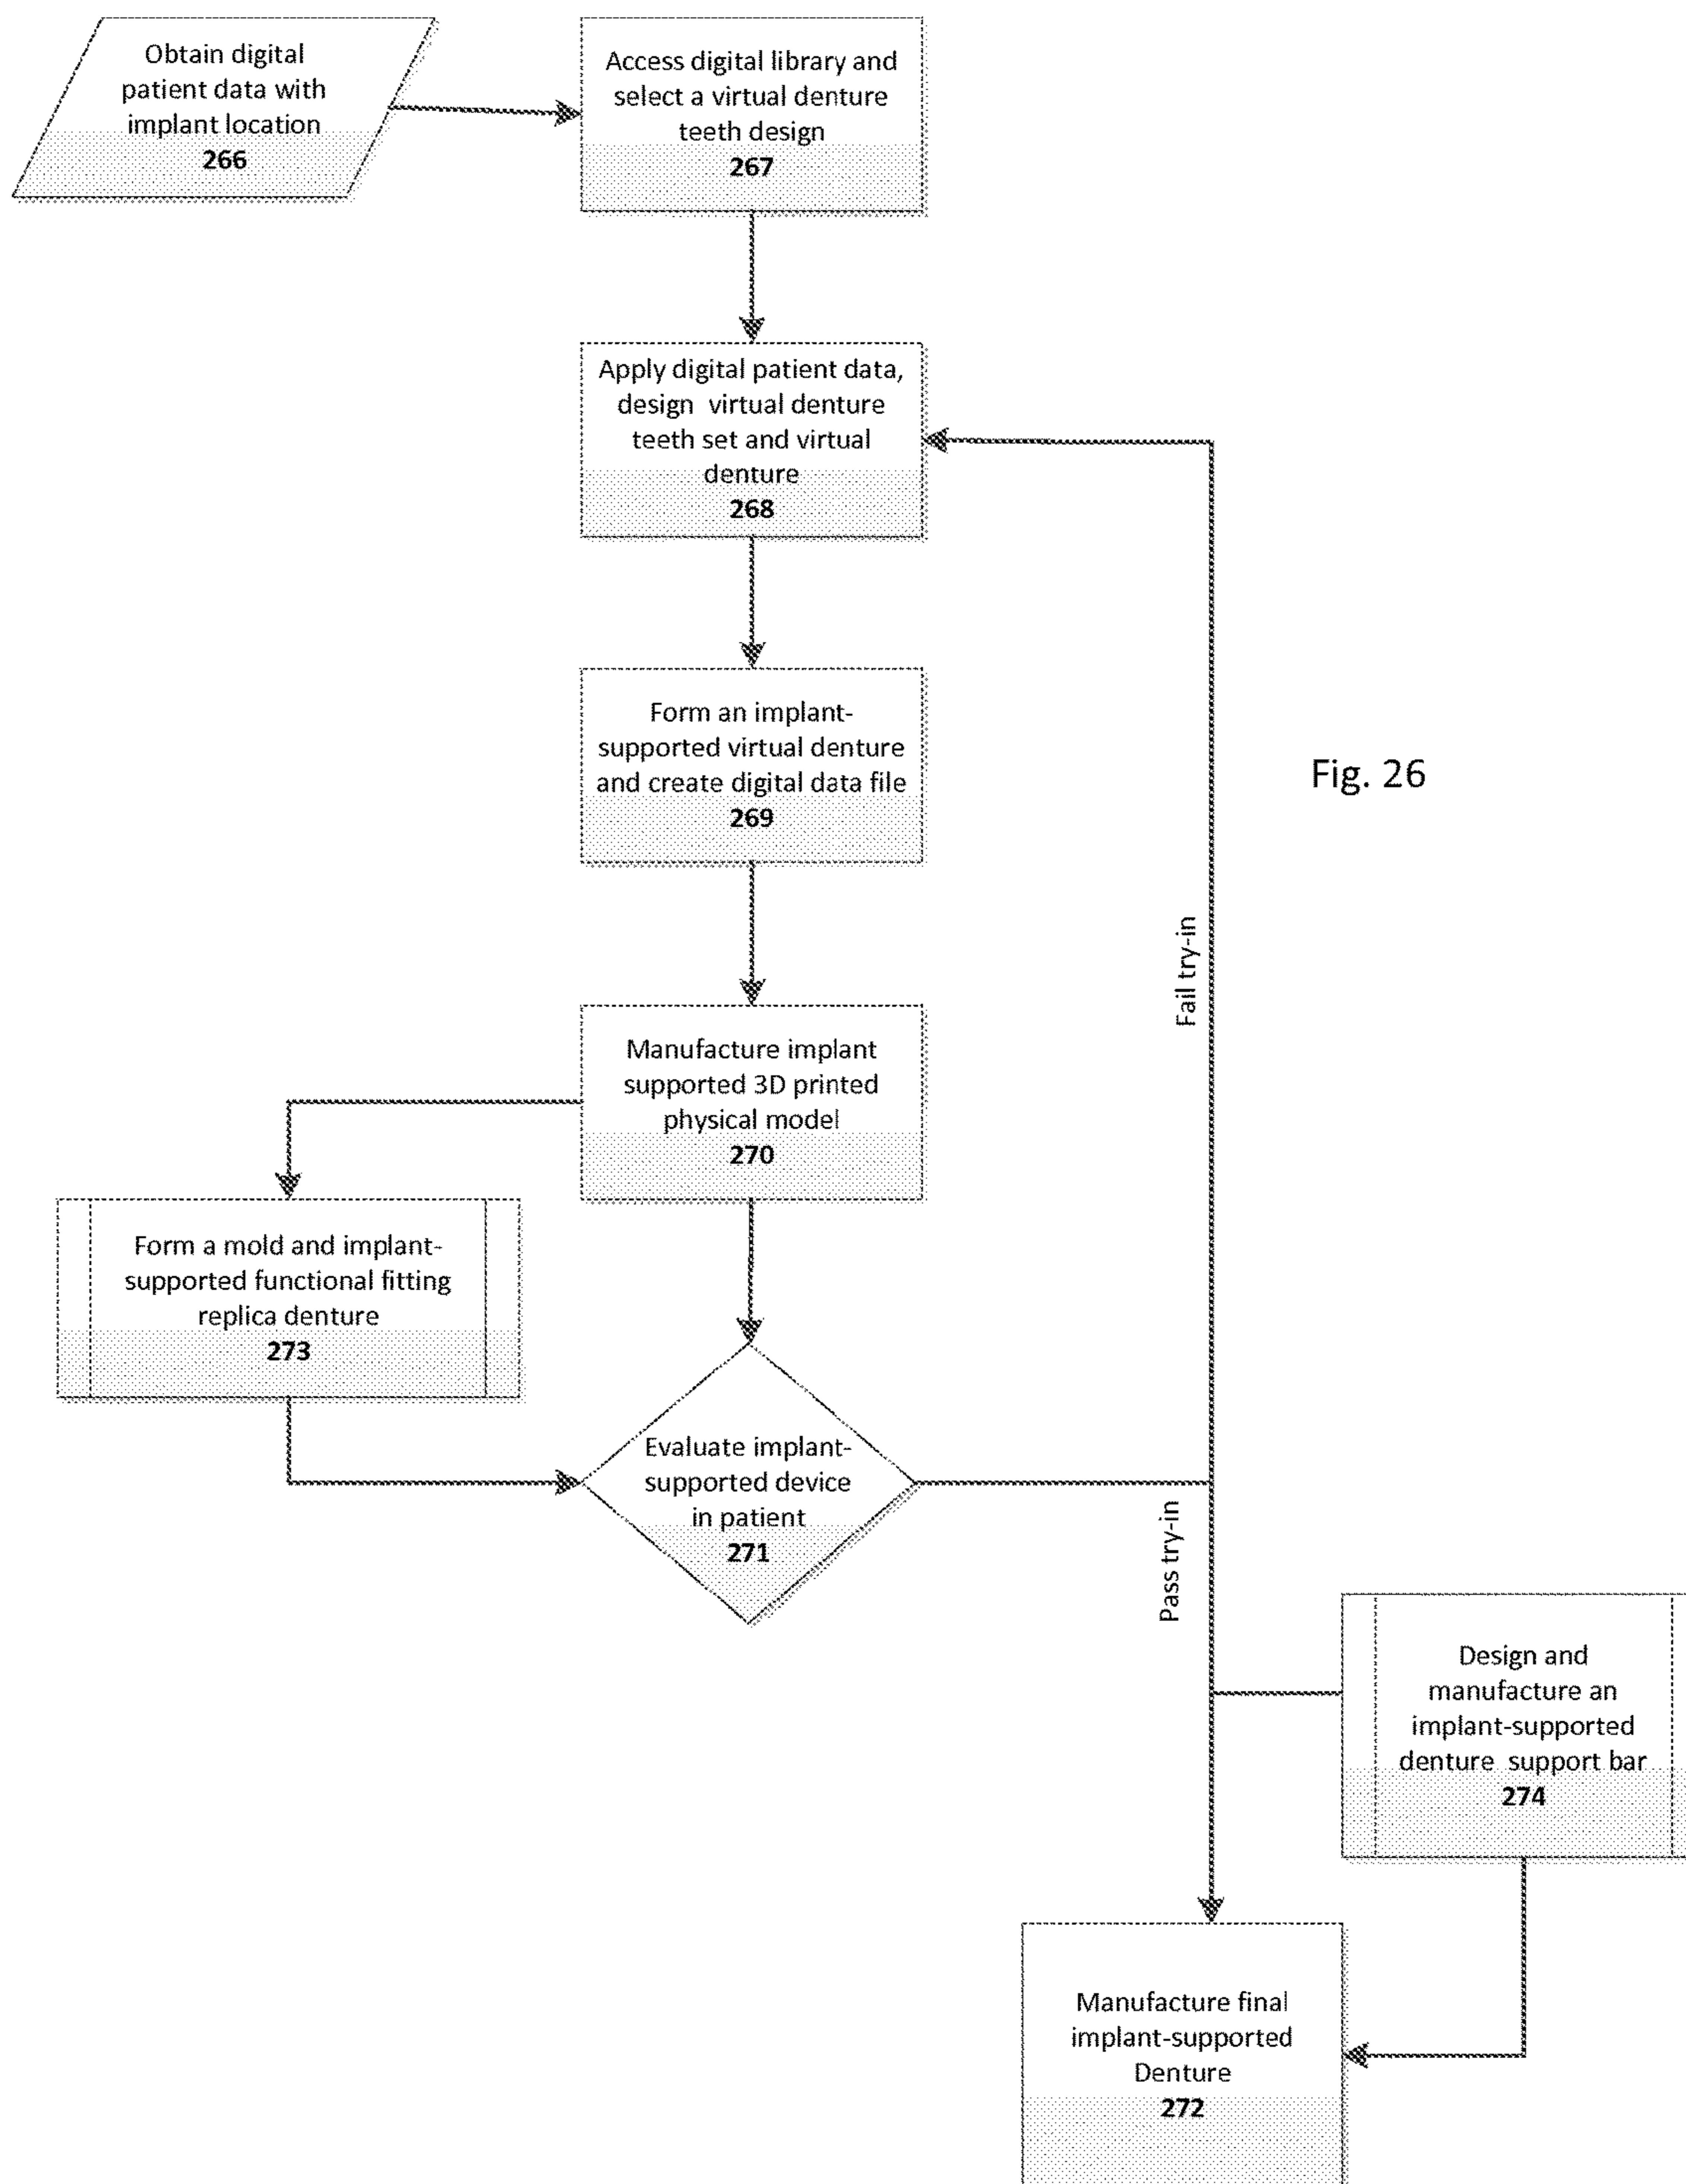 Obtain digital
patient data with
implant location
266
Access digital library and
select a virtual denture
teeth design
267
Apply digital patient data,
design virtual denture
teeth set and virtual
denture
268
Form an implant-
supported virtual denture
and create digital data file
269
Fig. 26
Fail try-in
Manufacture implant
supported 3D printed
physical model
270
Form a mold and implant-
supported functional fitting
replica denture
273
Evaluate implant-
supported device
in patient
271
Pass try-in
Design and
manufacture an
implant-supported
denture support bar
274
Manufacture final
implant-supported
Denture
272